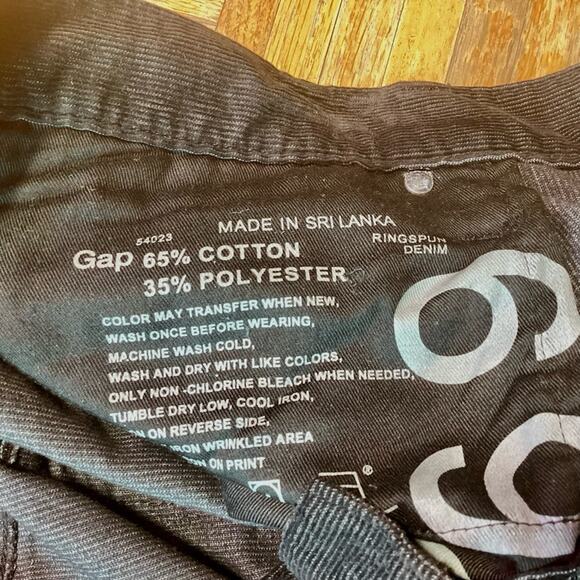 MADE IN SRI LANKA
54023
RINGSPUN
DENIM
Gap 65% COTTON
35% POLYESTER
COLOR MAY TRANSFER WHEN NEW,
WASH ONCE BEFORE WEARING,
MACHINE WASH COLD,
WASH AND DRY WITH LIKE COLORS,
ONLY NON-CHLORINE BLEACH WHEN NEEDED,
TUMBLE DRY LOW, COOL IRON,
ON REVERSE SIDE,
IRON WRINKLED AREA
ON PRINT
®